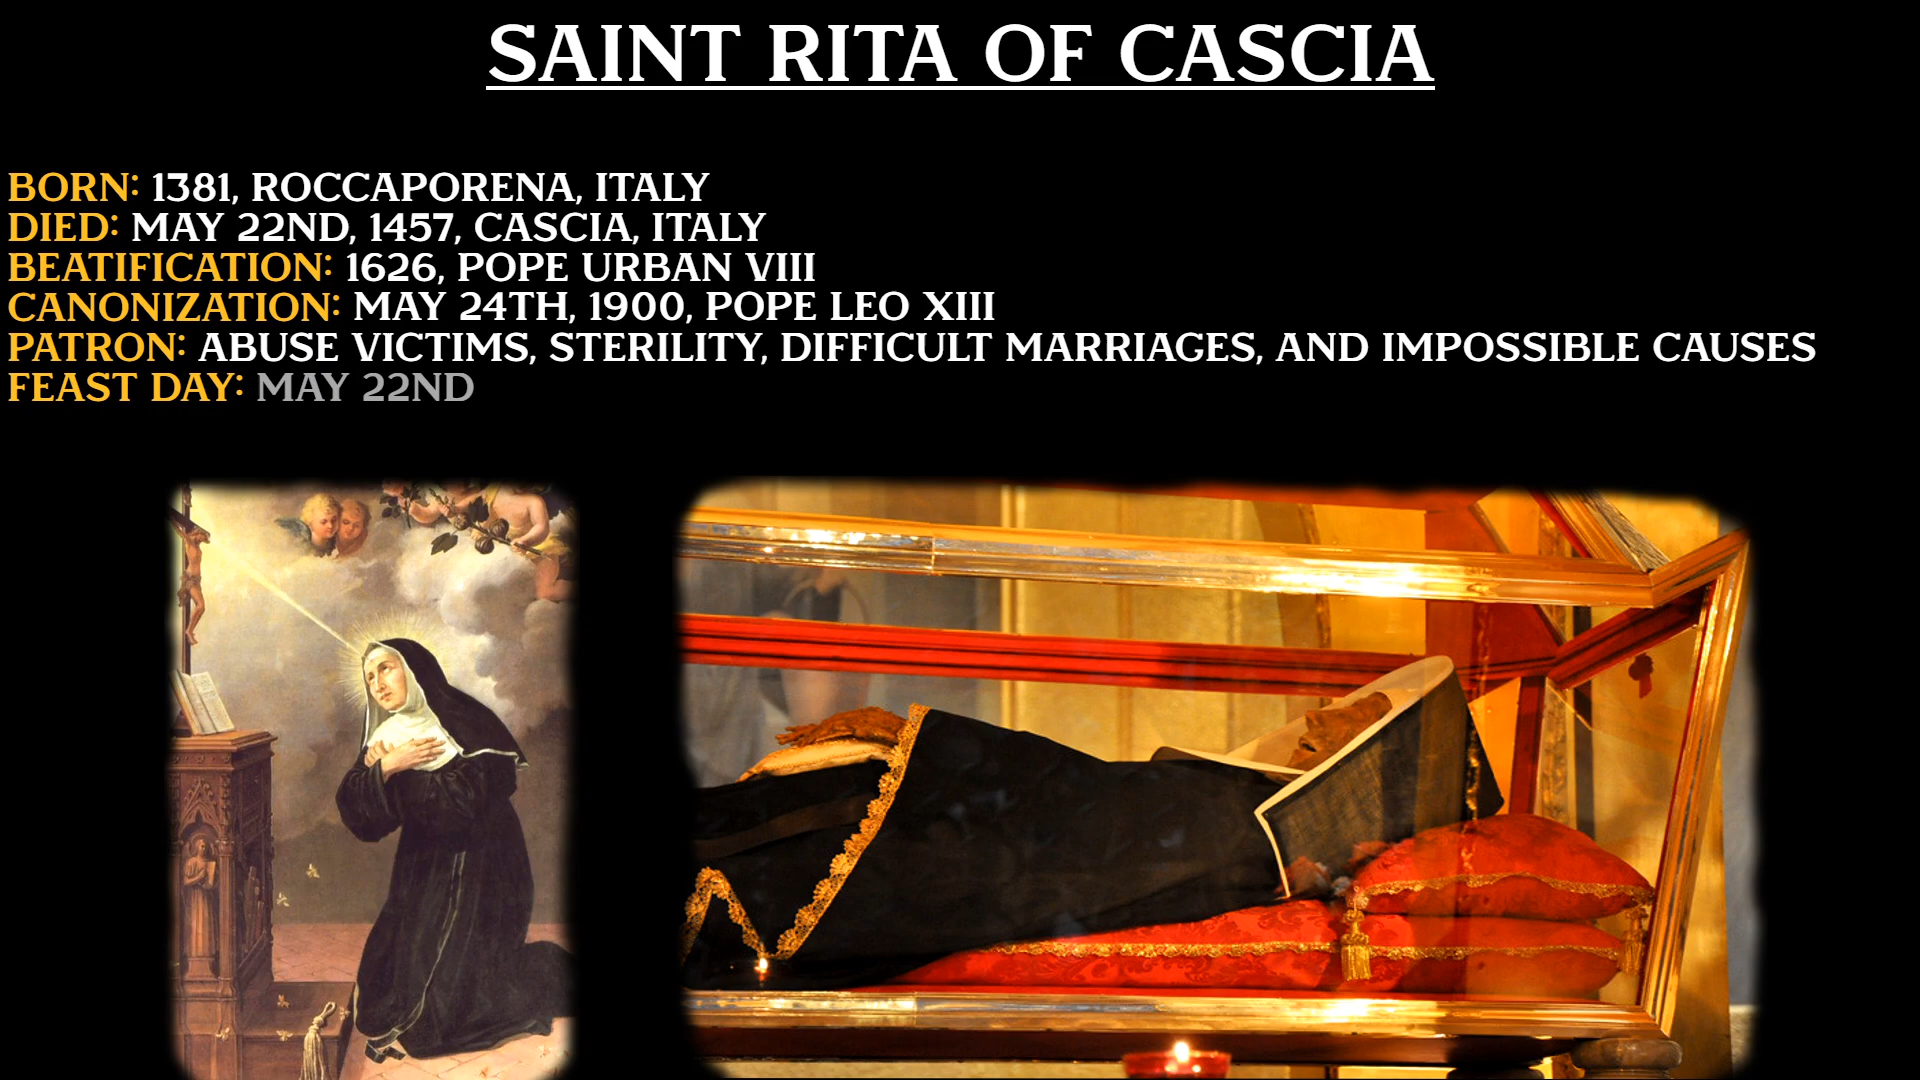 SAINT RITA OF CASCIA
BORN: 1381, ROCCAPORENA, ITALY
DIED: MAY 22ND, 1457, CASCIA, ITALY
BEATIFICATION: 1626, POPE URBAN VIII
CANONIZATION: MAY 24TH, 1900, POPE LEO XIII
PATRON: ABUSE VICTIMS, STERILITY, DIFFICULT MARRIAGES, AND IMPOSSIBLE CAUSES
FEAST DAY: MAY 22ND